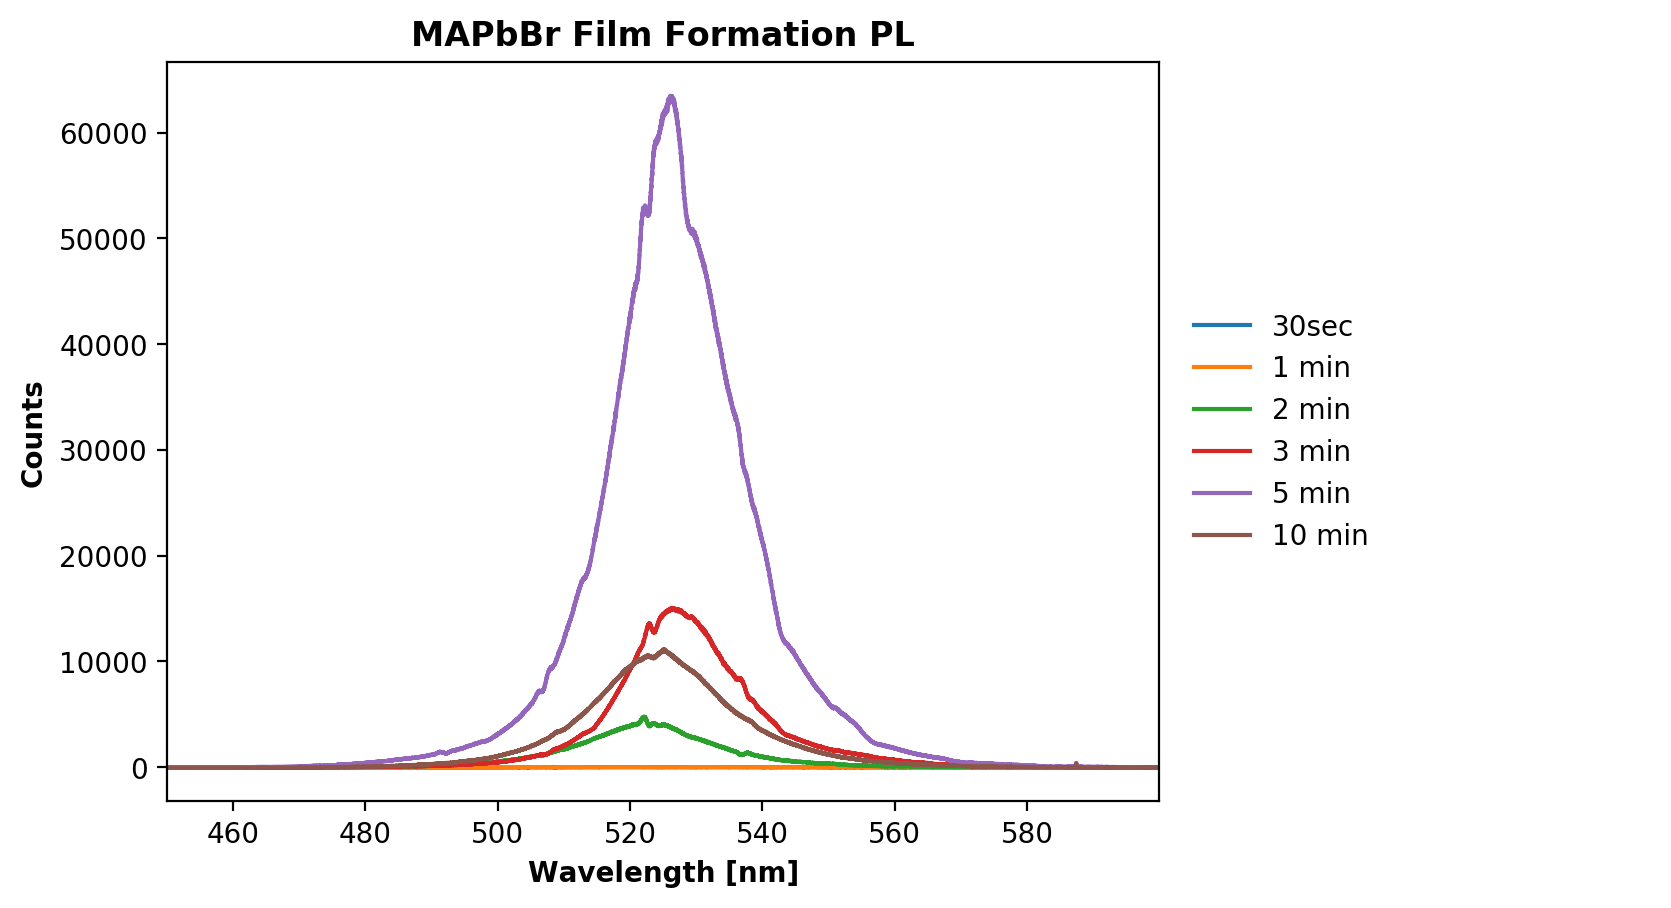 MAPbBr Film Formation PL
Counts
60000
50000
40000
30000
20000
10000
0
460 480 500 520 540 560 580
Wavelength [nm]
30sec
1 min
2 min
3 min
5 min
10 min